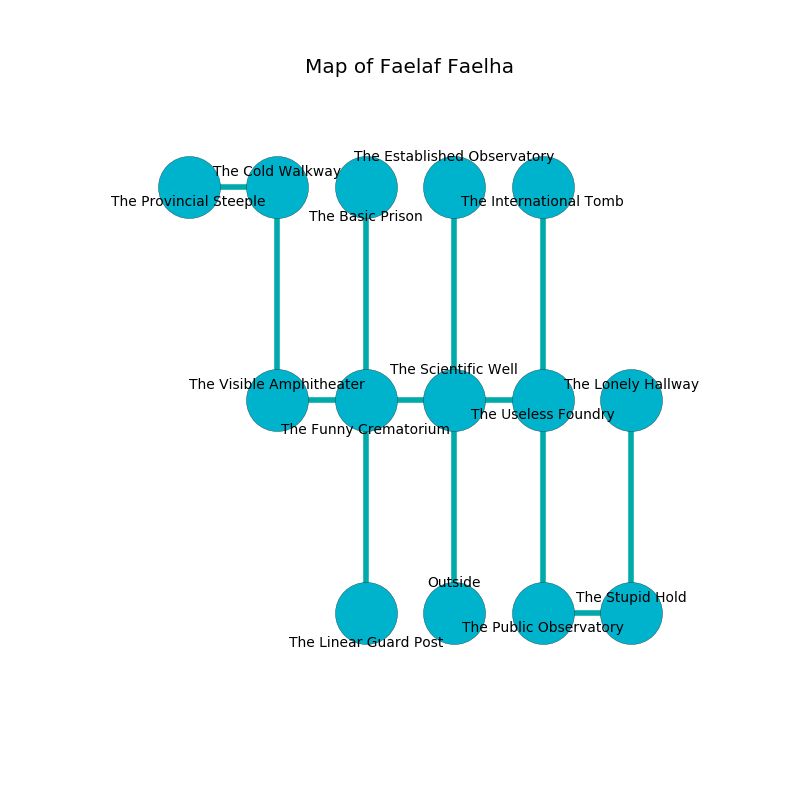 Map of Faelaf Faelha
The Established Observatory
The Cold Walkway
The Provincial Steeple
The International Tomb
The Basic Prison
The Scientific Well
The Visible Amphitheater
The Lonely Hallway
The Useless Foundry
The Funny Crematorium
Outside
The Stupid Hold
The Public Observatory
The Linear Guard Post